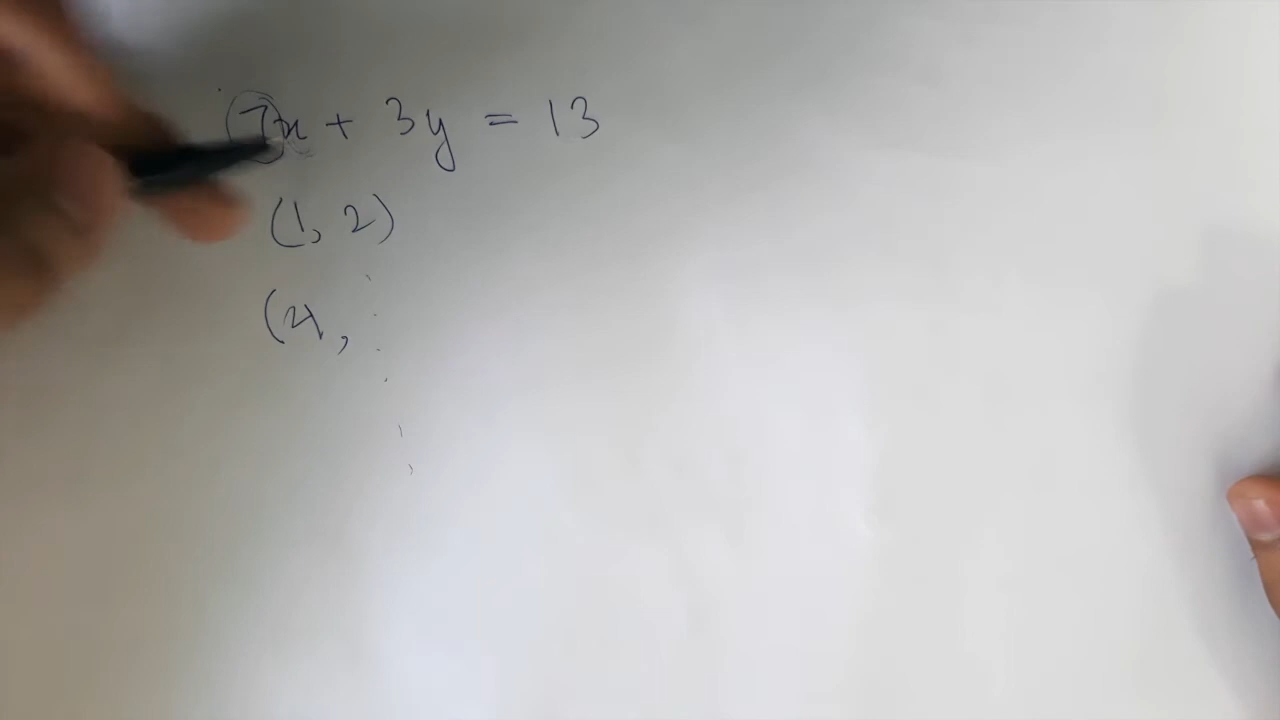 7x + 3y = 13
(1, 2)
(4,